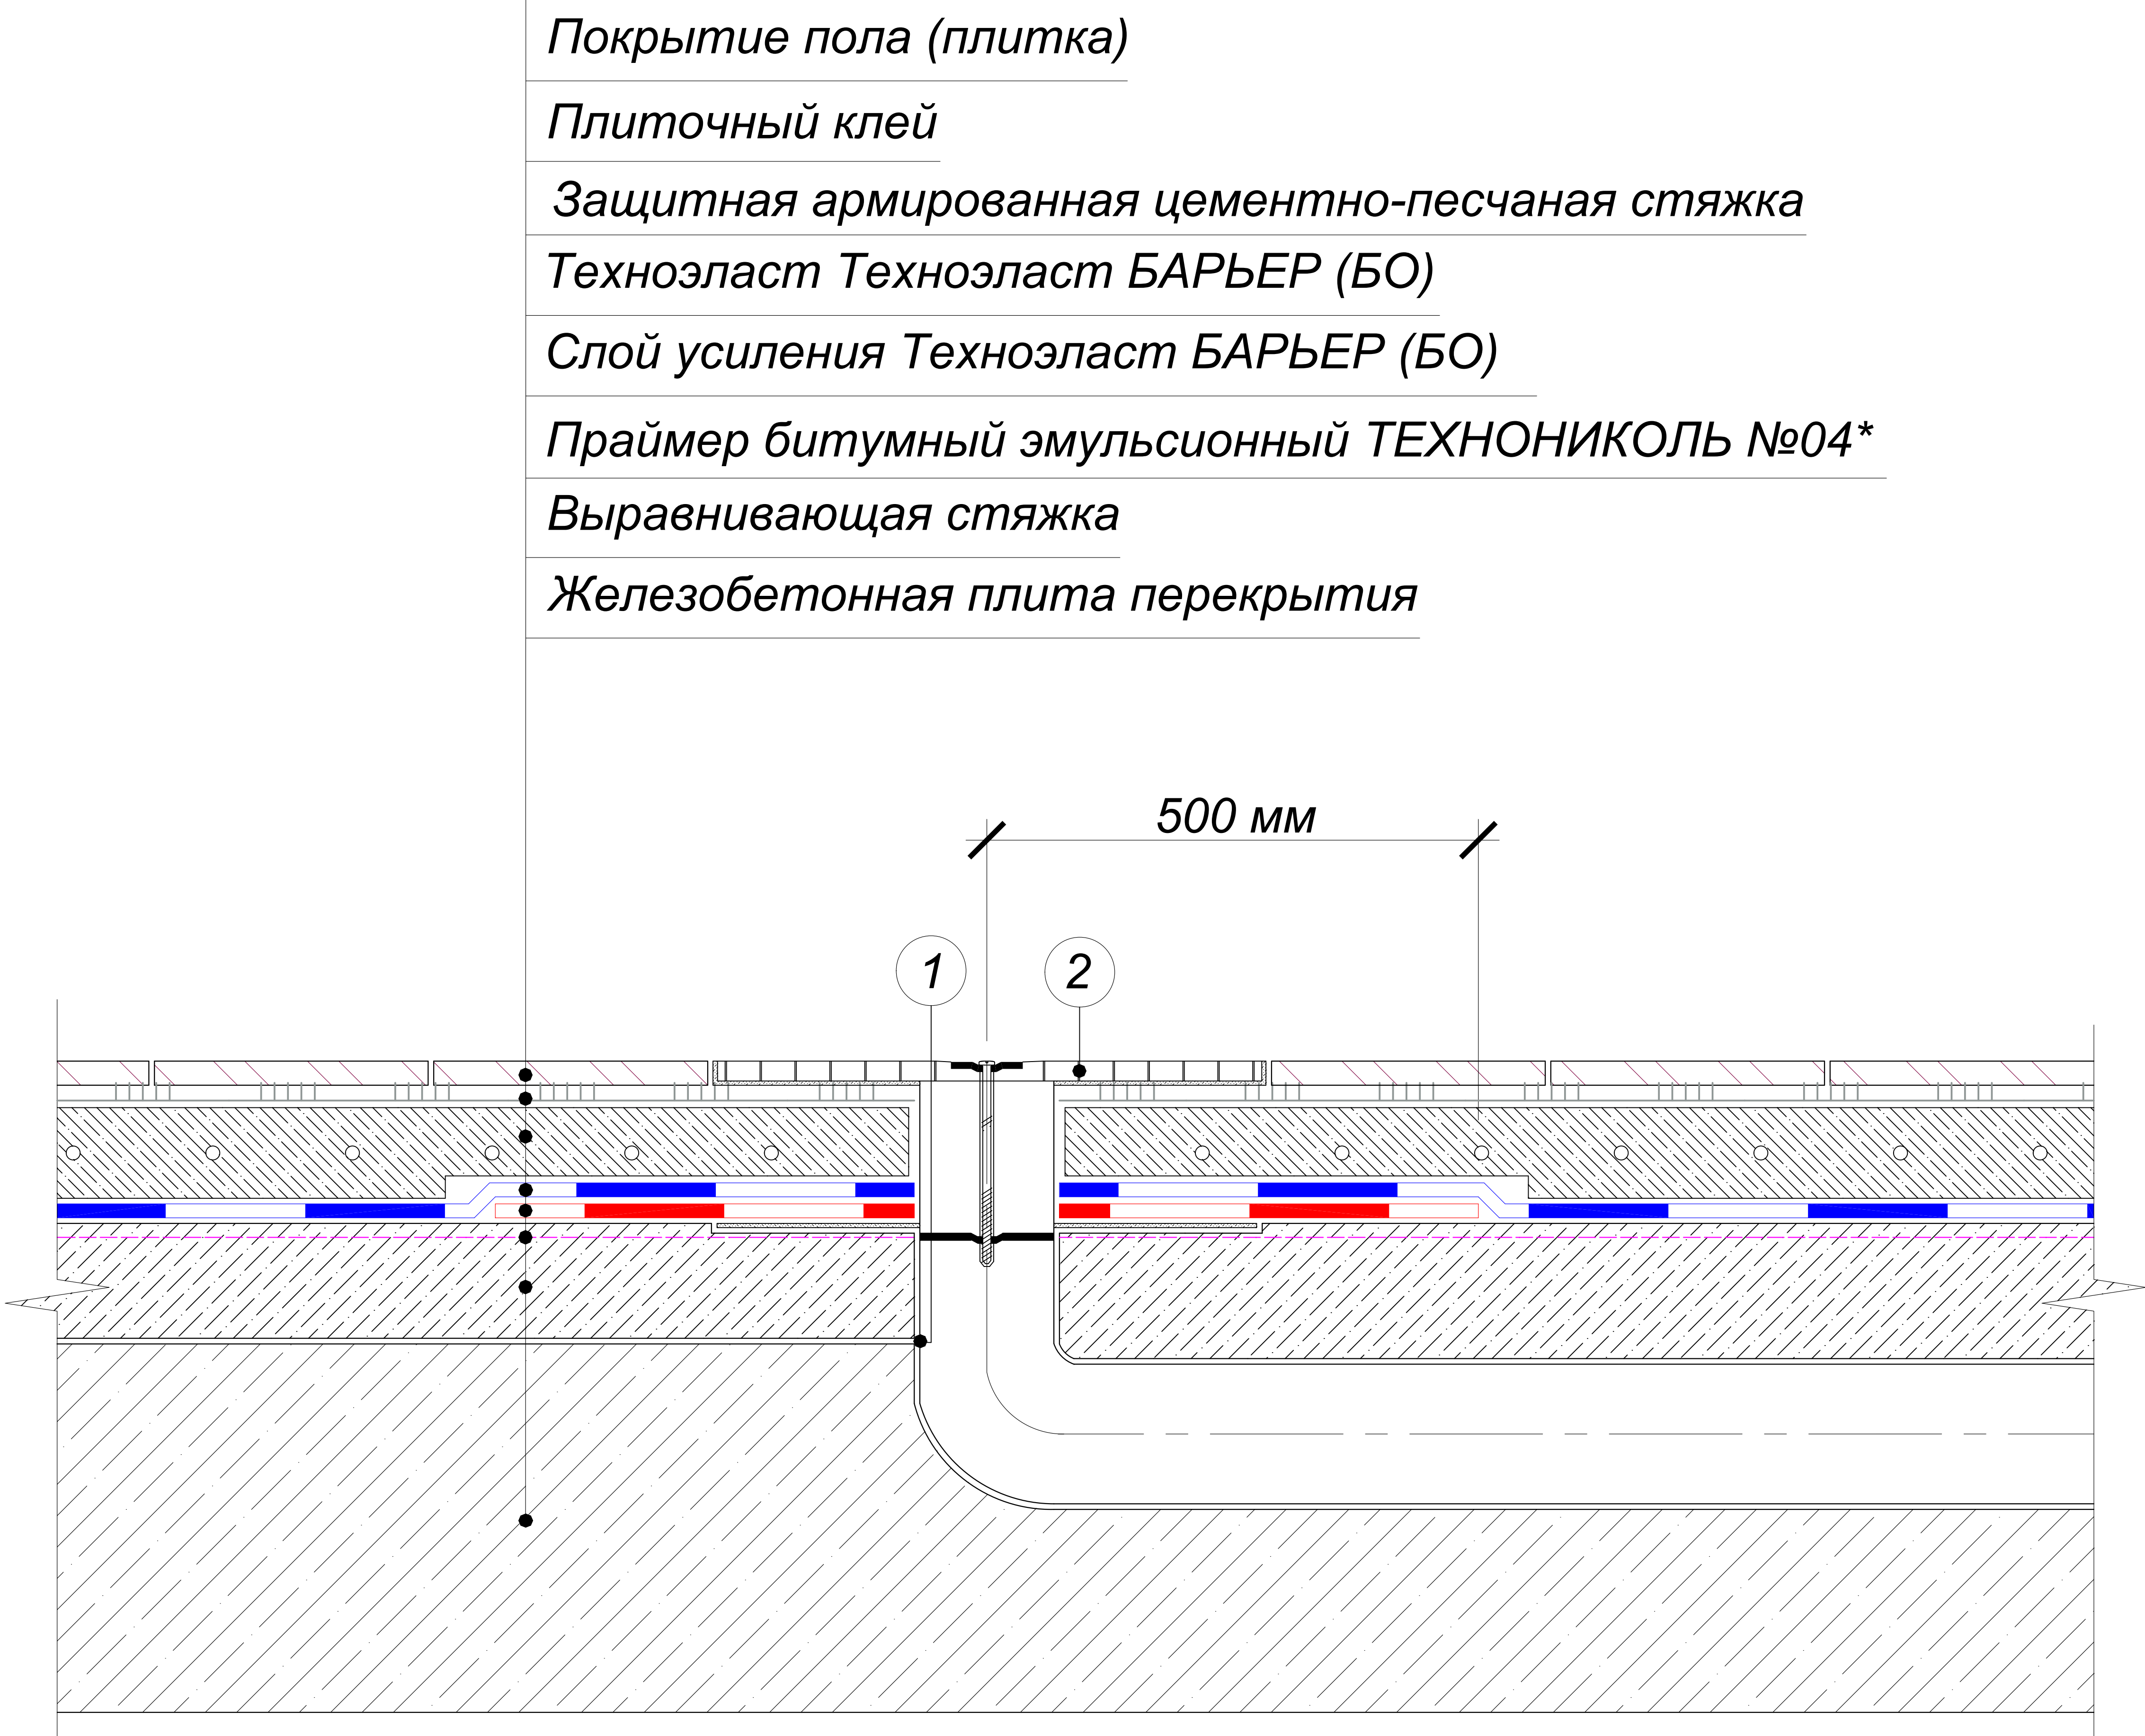 Покрытие пола (плитка)
Плиточный клей
Защитная армированная цементно-песчаная стяжка
Техноэласт Техноэласт БАРЬЕР (БО)
Слой усиления Техноэласт БАРЬЕР (БО)
Праймер битумный эмульсионный ТЕХНОНИКОЛЬ №04*
Выравнивающая стяжка
Железобетонная плита перекрытия
500 мм
1
2